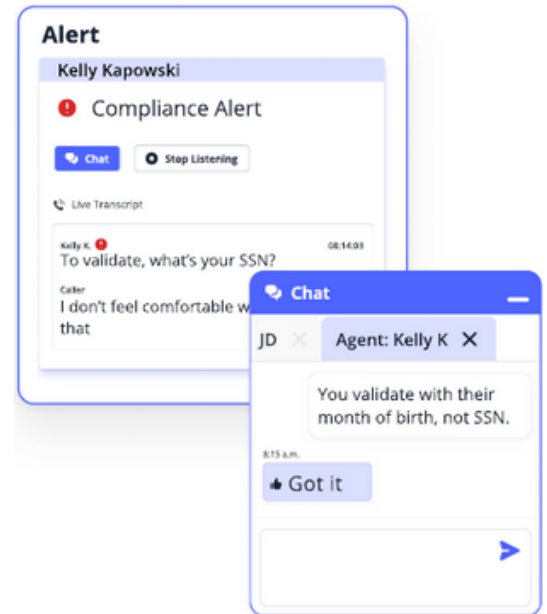 Alert
Kelly Kapowski
Compliance Alert
Chat
Stop Listening
Live Transcript
Kelly K.
08:14:03
To validate, what's your SSN?
Caller
I don't feel comfortable w
that
Chat
JD
Agent: Kelly K
You validate with their
month of birth, not SSN.
8:15 a.m.
Got it